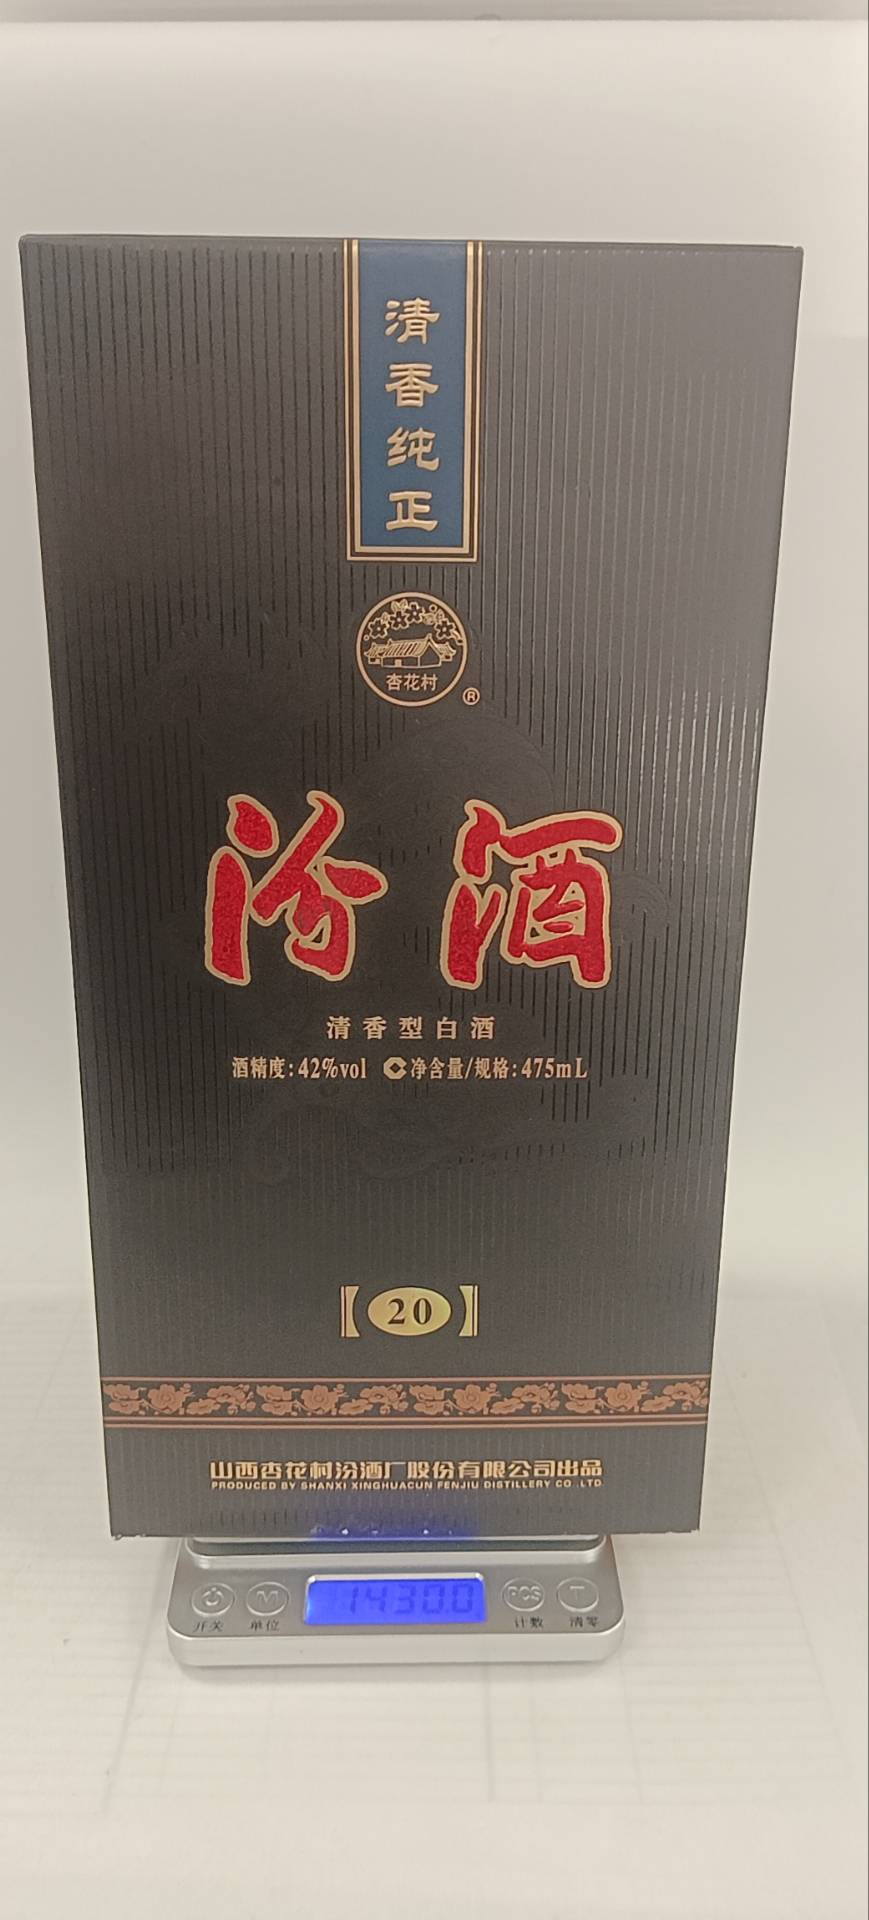 清香纯正
杏花村
®
汾酒
清香型白酒
酒精度:42%vol 净含量/规格:475mL
【20】
山西杏花村汾酒厂股份有限公司出品
PRODUCED BY SHANXI XINGHUACUN FENJIU DISTILLERY CO.,LTD.
1430.0
M PCS T
开关 单位 计数 清零